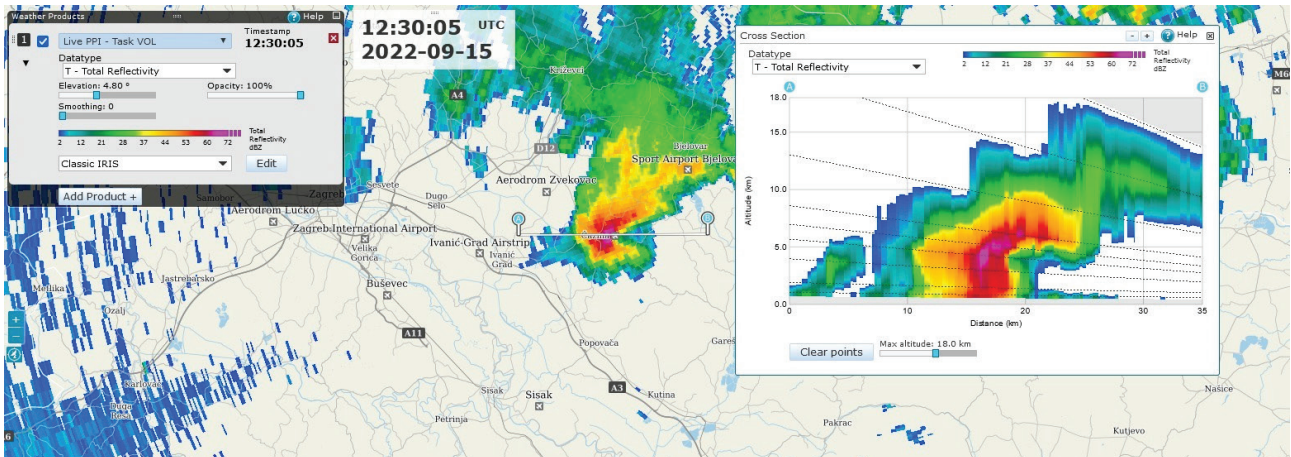 Weather Products
Help
1
Live PPI - Task VOL
Timestamp
12:30:05
Datatype
T - Total Reflectivity
Elevation: 4.80 °
Opacity: 100%
Smoothing: 0
2 12 21 28 37 44 53 60 72
Total
Reflectivity
dBZ
Classic IRIS
Edit
Add Product +
12:30:05 UTC
2022-09-15
Križevci
A4
D12
Bjelovar
Sport Airport Bjelova
Aerodrom Zvekovac
Sesvete
Dugo
Selo
Samobor
Zagreb
Aerodrom Lučko
Zagreb International Airport
Velika
Gorica
Ivanić-Grad Airstrip
Ivanić
Grad
A
B
Jastrebarsko
Buševec
Metlika
Ozalj
A11
Popovača
Gareš
Karlovac
Duga
Resa
A6
Sisak
Sisak
Petrinja
A3
Kutina
Pakrac
Kutjevo
Našice
M60
Cross Section
- +
Help
Datatype
T - Total Reflectivity
2 12 21 28 37 44 53 60 72
Total
Reflectivity
dBZ
A
B
18.0
15.0
10.0
5.0
0.0
Altitude (km)
0 10 20 30 35
Distance (km)
Clear points
Max altitude: 18.0 km